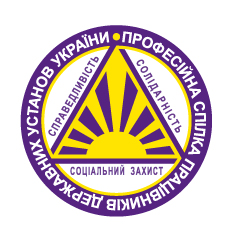 ПРОФЕСІЙНА СПІЛКА ПРАЦІВНИКІВ ДЕРЖАВНИХ УСТАНОВ УКРАЇНИ •
СПРАВЕДЛИВІСТЬ
СОЛІДАРНІСТЬ
СОЦІАЛЬНИЙ ЗАХИСТ